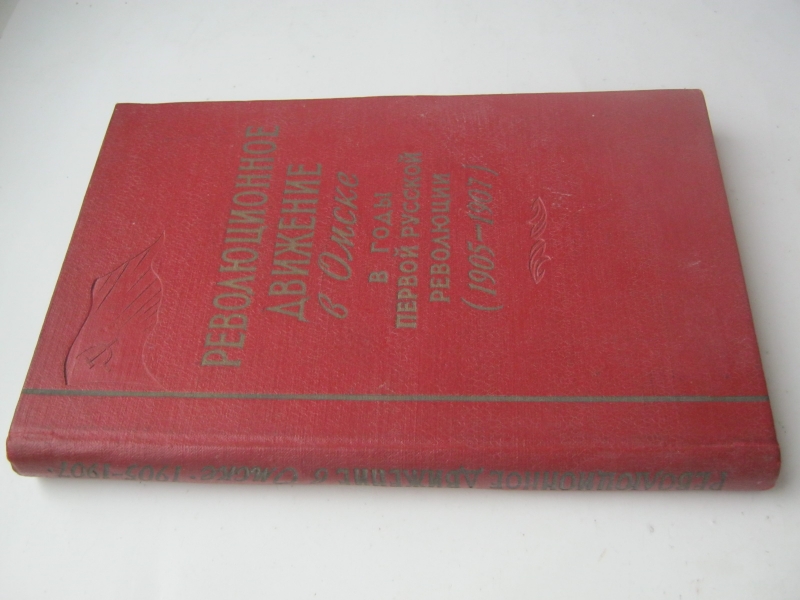 РЕВОЛЮЦИОННОЕ
ДВИЖЕНИЕ
в Омске
В ГОДЫ
ПЕРВОЙ РУССКОЙ
РЕВОЛЮЦИИ
(1905—1907)
РЕВОЛЮЦИОННОЕ ДВИЖЕНИЕ В ОМСКЕ · 1905-1907·